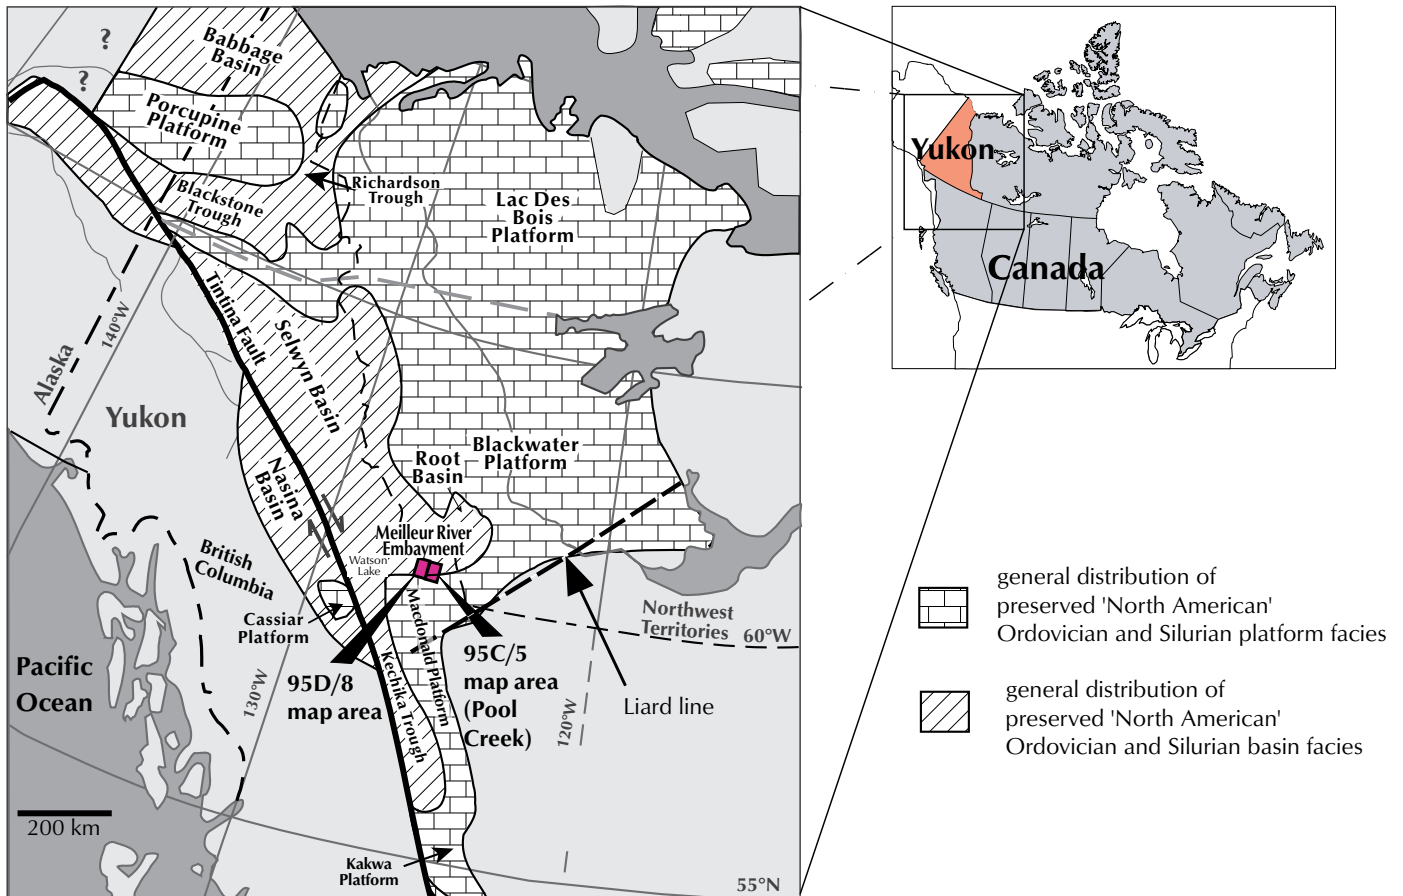 ?
?
Babbage
Basin
Porcupine
Platform
Blackstone
Trough
Richardson
Trough
Lac Des
Bois
Platform
Tintina Fault
140°W
Alaska
Selwyn Basin
Yukon
Nasina
Basin
Root
Basin
Blackwater
Platform
Meilleur River
Embayment
Watson
Lake
British
Columbia
Cassiar
Platform
Macdonald Platform
Kechika Trough
Northwest
Territories
60°W
95D/8
map area
95C/5
map area
(Pool
Creek)
Liard line
Pacific
Ocean
130°W
120°W
200 km
Kakwa
Platform
55°N
Yukon
Canada
general distribution of
preserved 'North American'
Ordovician and Silurian platform facies
general distribution of
preserved 'North American'
Ordovician and Silurian basin facies